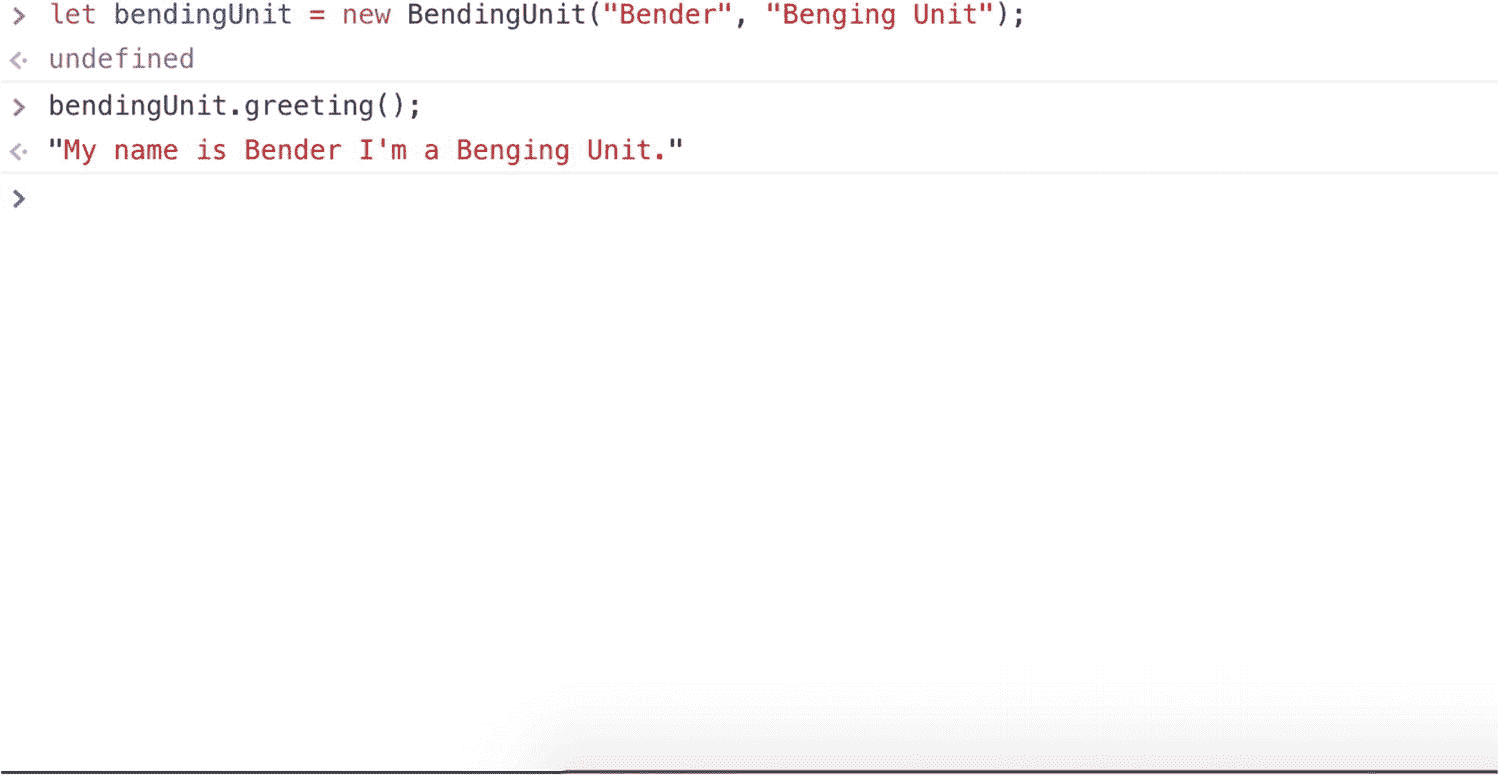 > let bendingUnit = new BendingUnit("Bender", "Benging Unit");
<· undefined
> bendingUnit.greeting();
<· "My name is Bender I'm a Benging Unit."
>